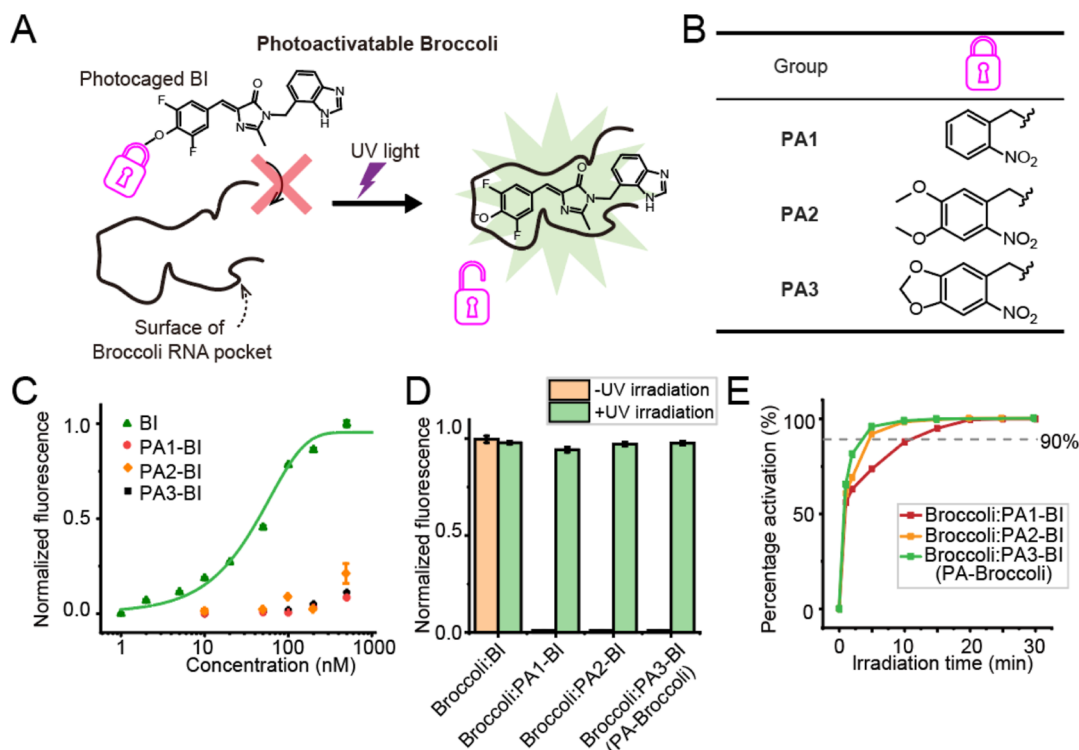 A
Photoactivatable Broccoli
Photocaged BI
F
F
O
O
N
N
N
NH
UV light
Surface of
Broccoli RNA pocket
F
-O
F
O
N
N
N
N
H
B
Group
PA1
NO2
PA2
O
O
NO2
PA3
O
O
NO2
C
Normalized fluorescence
1.0
0.5
0.0
BI
PA1-BI
PA2-BI
PA3-BI
1
10
100
1000
Concentration (nM)
D
-UV irradiation
+UV irradiation
Normalized fluorescence
1.0
0.5
0.0
Broccoli:BI
Broccoli:PA1-BI
Broccoli:PA2-BI
Broccoli:PA3-BI
(PA-Broccoli)
E
Percentage activation (%)
100
50
0
90%
Broccoli:PA1-BI
Broccoli:PA2-BI
Broccoli:PA3-BI
(PA-Broccoli)
0
10
20
30
Irradiation time (min)